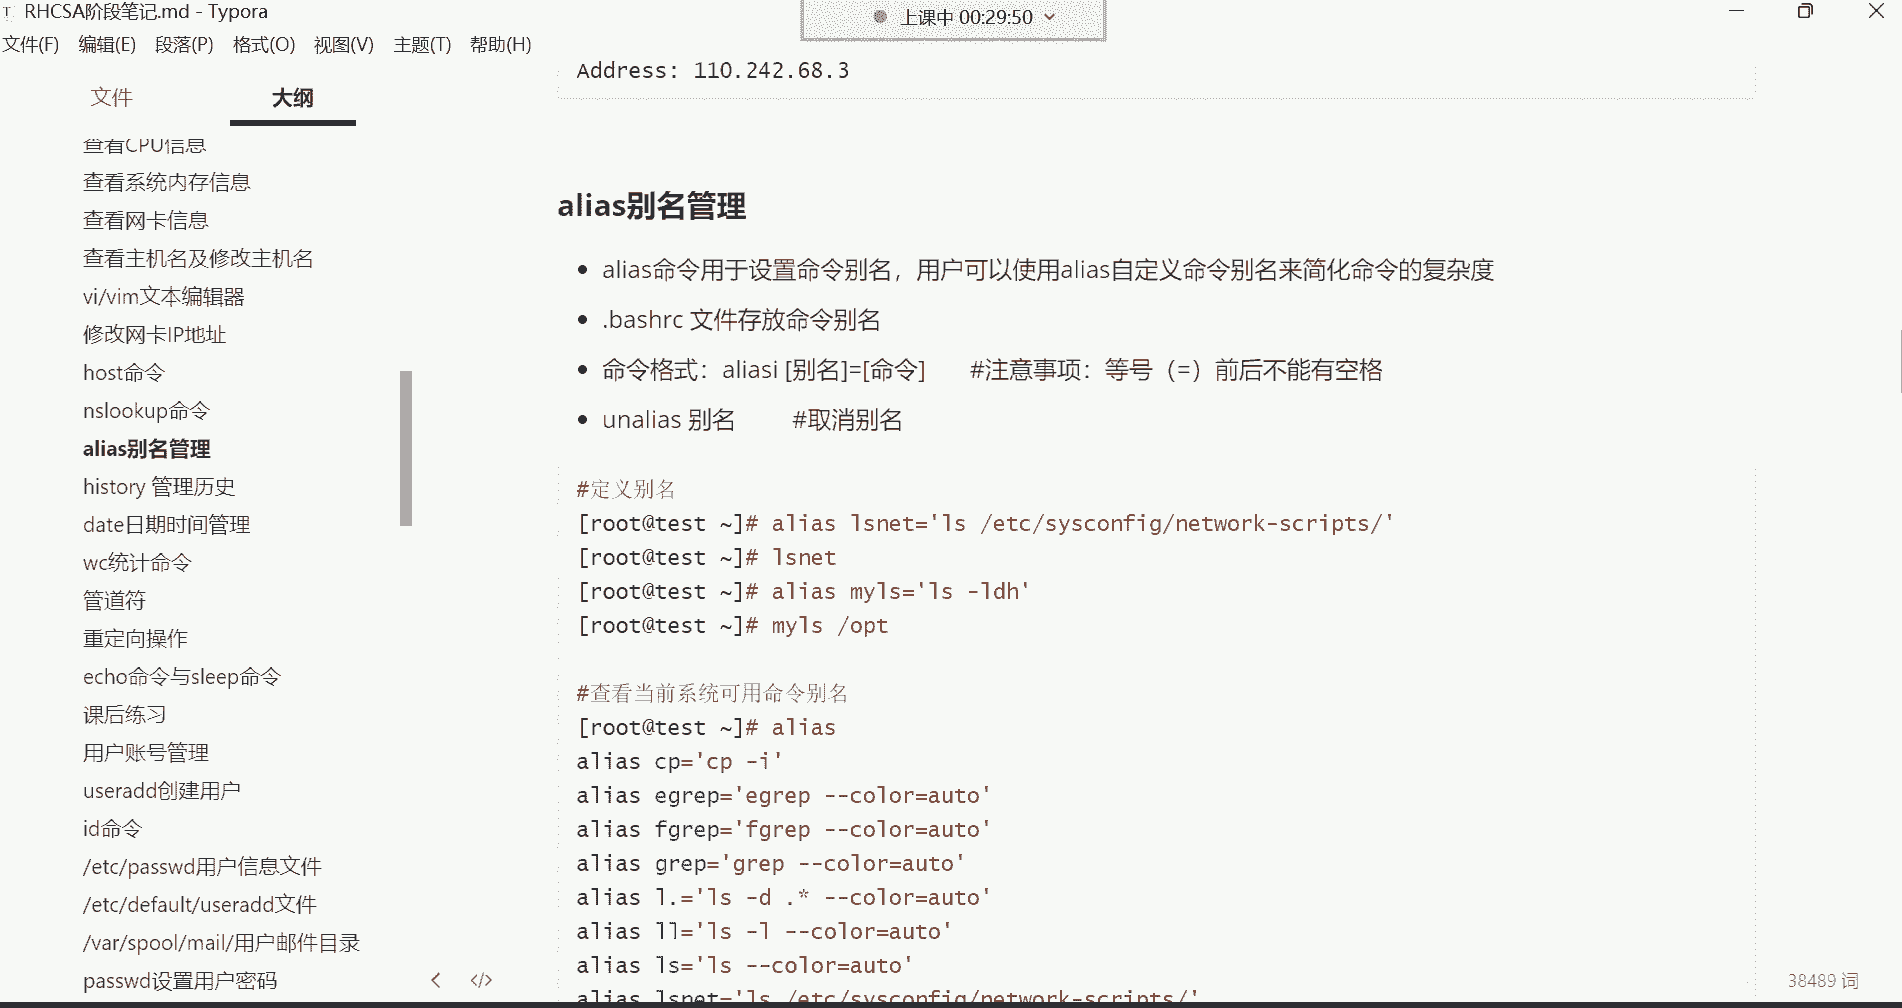 RHCSA阶段笔记.md - Typora
上课中 00:29:50
文件(F) 编辑(E) 段落(P) 格式(O) 视图(V) 主题(T) 帮助(H)
文件 大纲
查看CPU信息
查看系统内存信息
查看网卡信息
查看主机名及修改主机名
vi/vim文本编辑器
修改网卡IP地址
host命令
nslookup命令
alias别名管理
history 管理历史
date日期时间管理
wc统计命令
管道符
重定向操作
echo命令与sleep命令
课后练习
用户账号管理
useradd创建用户
id命令
/etc/passwd用户信息文件
/etc/default/useradd文件
/var/spool/mail/用户邮件目录
passwd设置用户密码
Address: 110.242.68.3
alias别名管理
alias命令用于设置命令别名，用户可以使用alias自定义命令别名来简化命令的复杂度
.bashrc 文件存放命令别名
命令格式：aliasi [别名]=[命令] #注意事项：等号（=）前后不能有空格
unalias 别名 #取消别名
#定义别名
[root@test ~]# alias lsnet='ls /etc/sysconfig/network-scripts/'
[root@test ~]# lsnet
[root@test ~]# alias myls='ls -ldh'
[root@test ~]# myls /opt
#查看当前系统可用命令别名
[root@test ~]# alias
alias cp='cp -i'
alias egrep='egrep --color=auto'
alias fgrep='fgrep --color=auto'
alias grep='grep --color=auto'
alias l.='ls -d .* --color=auto'
alias ll='ls -l --color=auto'
alias ls='ls --color=auto'
alias lsnet='ls /etc/sysconfig/network-scripts/'
38489 词